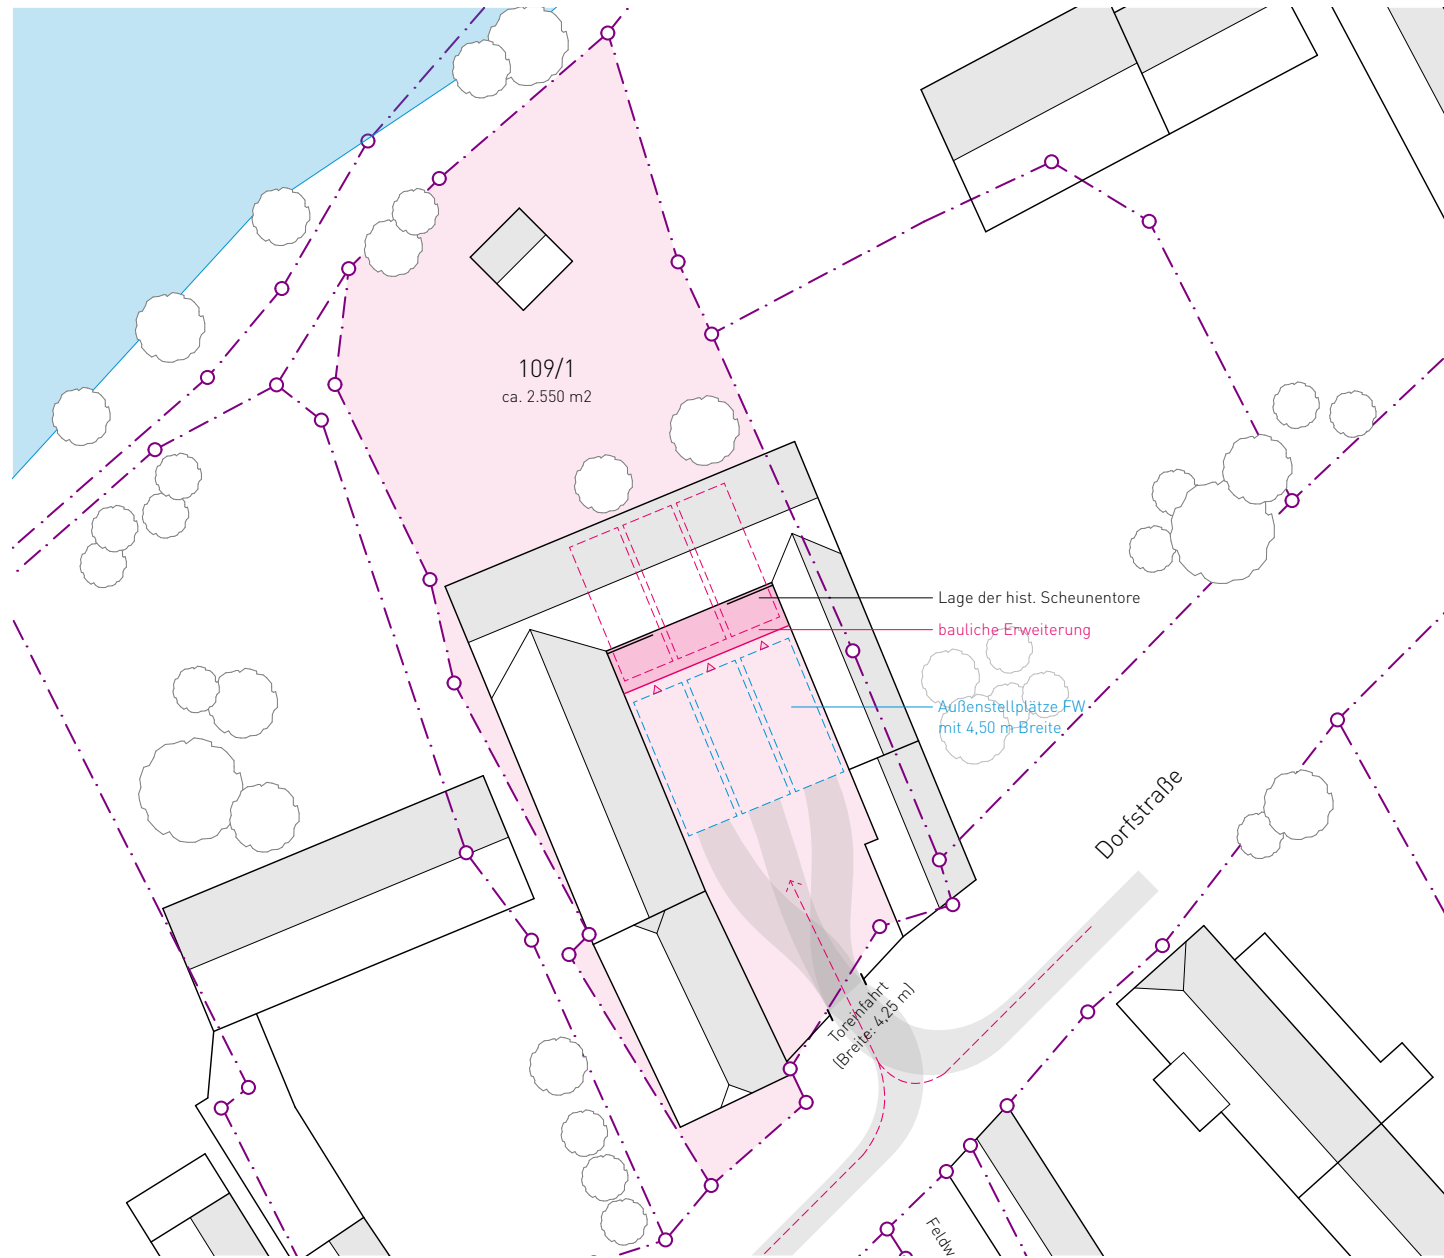 109/1
ca. 2.550 m2
Lage der hist. Scheunentore
bauliche Erweiterung
Außenstellplätze FW
mit 4,50 m Breite
Dorfstraße
Toreinfahrt
(Breite: 4,25 m)
Feldw